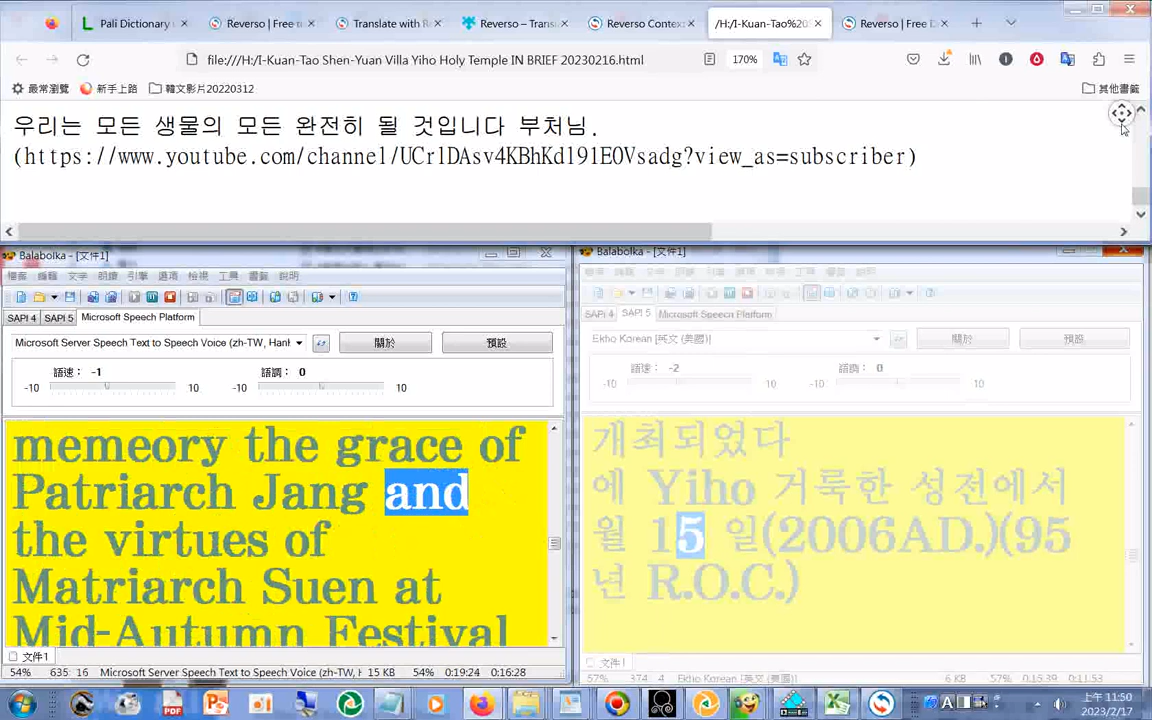 Pali Dictionary
Reverso | Free
Translate with Re
Reverso – Trans
Reverso Context
/H:/I-Kuan-Tao%20
Reverso | Free D
file:///H:/I-Kuan-Tao Shen-Yuan Villa Yiho Holy Temple IN BRIEF 20230216.html
170%
最常瀏覽 新手上路 韓文影片20220312 其他書籤
우리는 모든 생물의 모든 완전히 될 것입니다 부처님.
(https://www.youtube.com/channel/UCrlDAsv4KBhKdl91EOVsadg?view_as=subscriber)
Balabolka - [文件1]
檔案 編輯 文字 朗讀 引擎 選項 檢視 工具 書籤 說明
SAPI 4 SAPI 5 Microsoft Speech Platform
Microsoft Server Speech Text to Speech Voice (zh-TW, Hanh
關於 預設
語速: -1 語調: 0
-10 10 -10 10
memeory the grace of
Patriarch Jang and
the virtues of
Matriarch Suen at
Mid-Autumn Festival
文件1
54% 635: 16 Microsoft Server Speech Text to Speech Voice (zh-TW, H 15 KB 54% 0:19:24 0:16:28
Balabolka - [文件1]
SAPI 4 SAPI 5 Microsoft Speech Platform
Ekho Korean [英文 (美國)]
關於 預設
語速: -2 語調: 0
-10 10 -10 10
개최되었다
에 Yiho 거룩한 성전에서
월 15 일(2006AD.)(95
년 R.O.C.)
文件1
57% 374: 4 Ekho Korean [英文 (美國)] 6 KB 57% 0:15:39 0:11:53
上午 11:50
2023/2/17